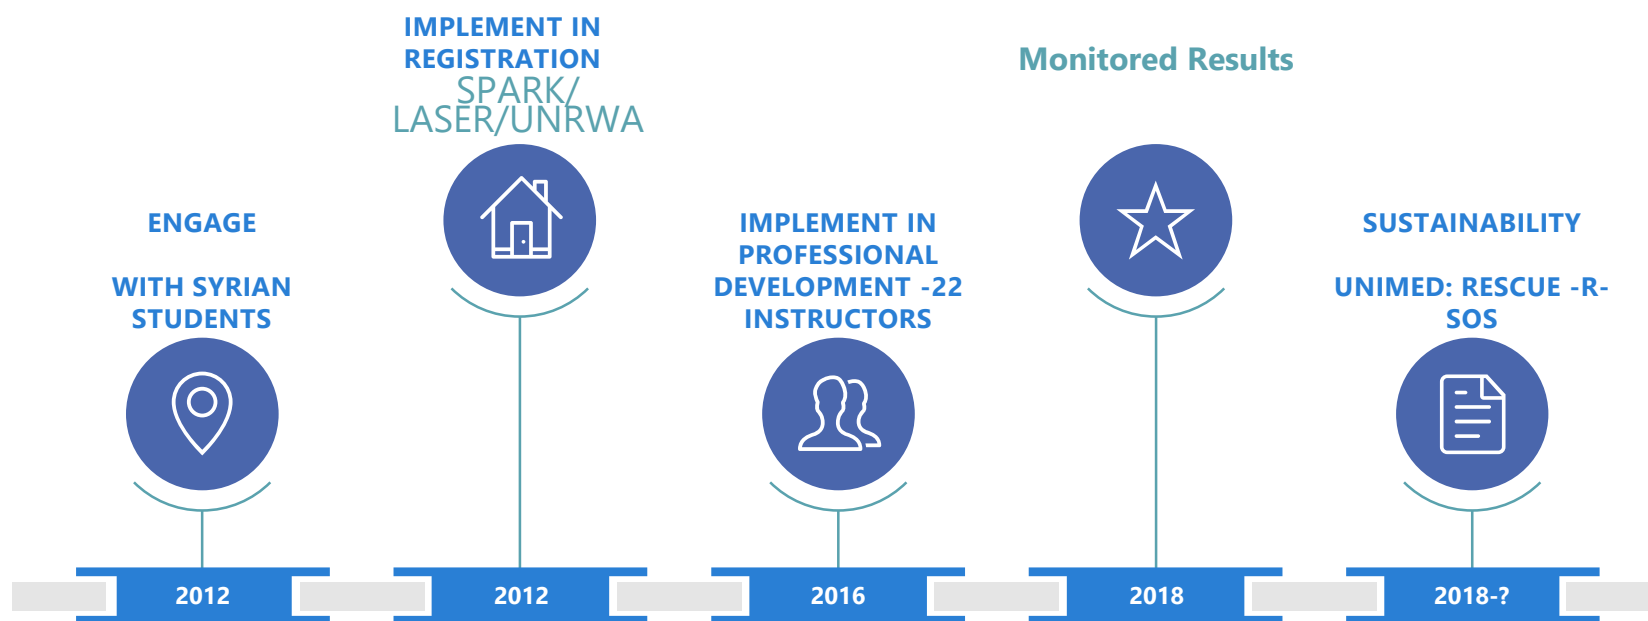 ENGAGE
WITH SYRIAN
STUDENTS
2012
IMPLEMENT IN
REGISTRATION
SPARK/
LASER/UNRWA
2012
IMPLEMENT IN
PROFESSIONAL
DEVELOPMENT -22
INSTRUCTORS
2016
Monitored Results
2018
SUSTAINABILITY
UNIMED: RESCUE -R-
SOS
2018-?